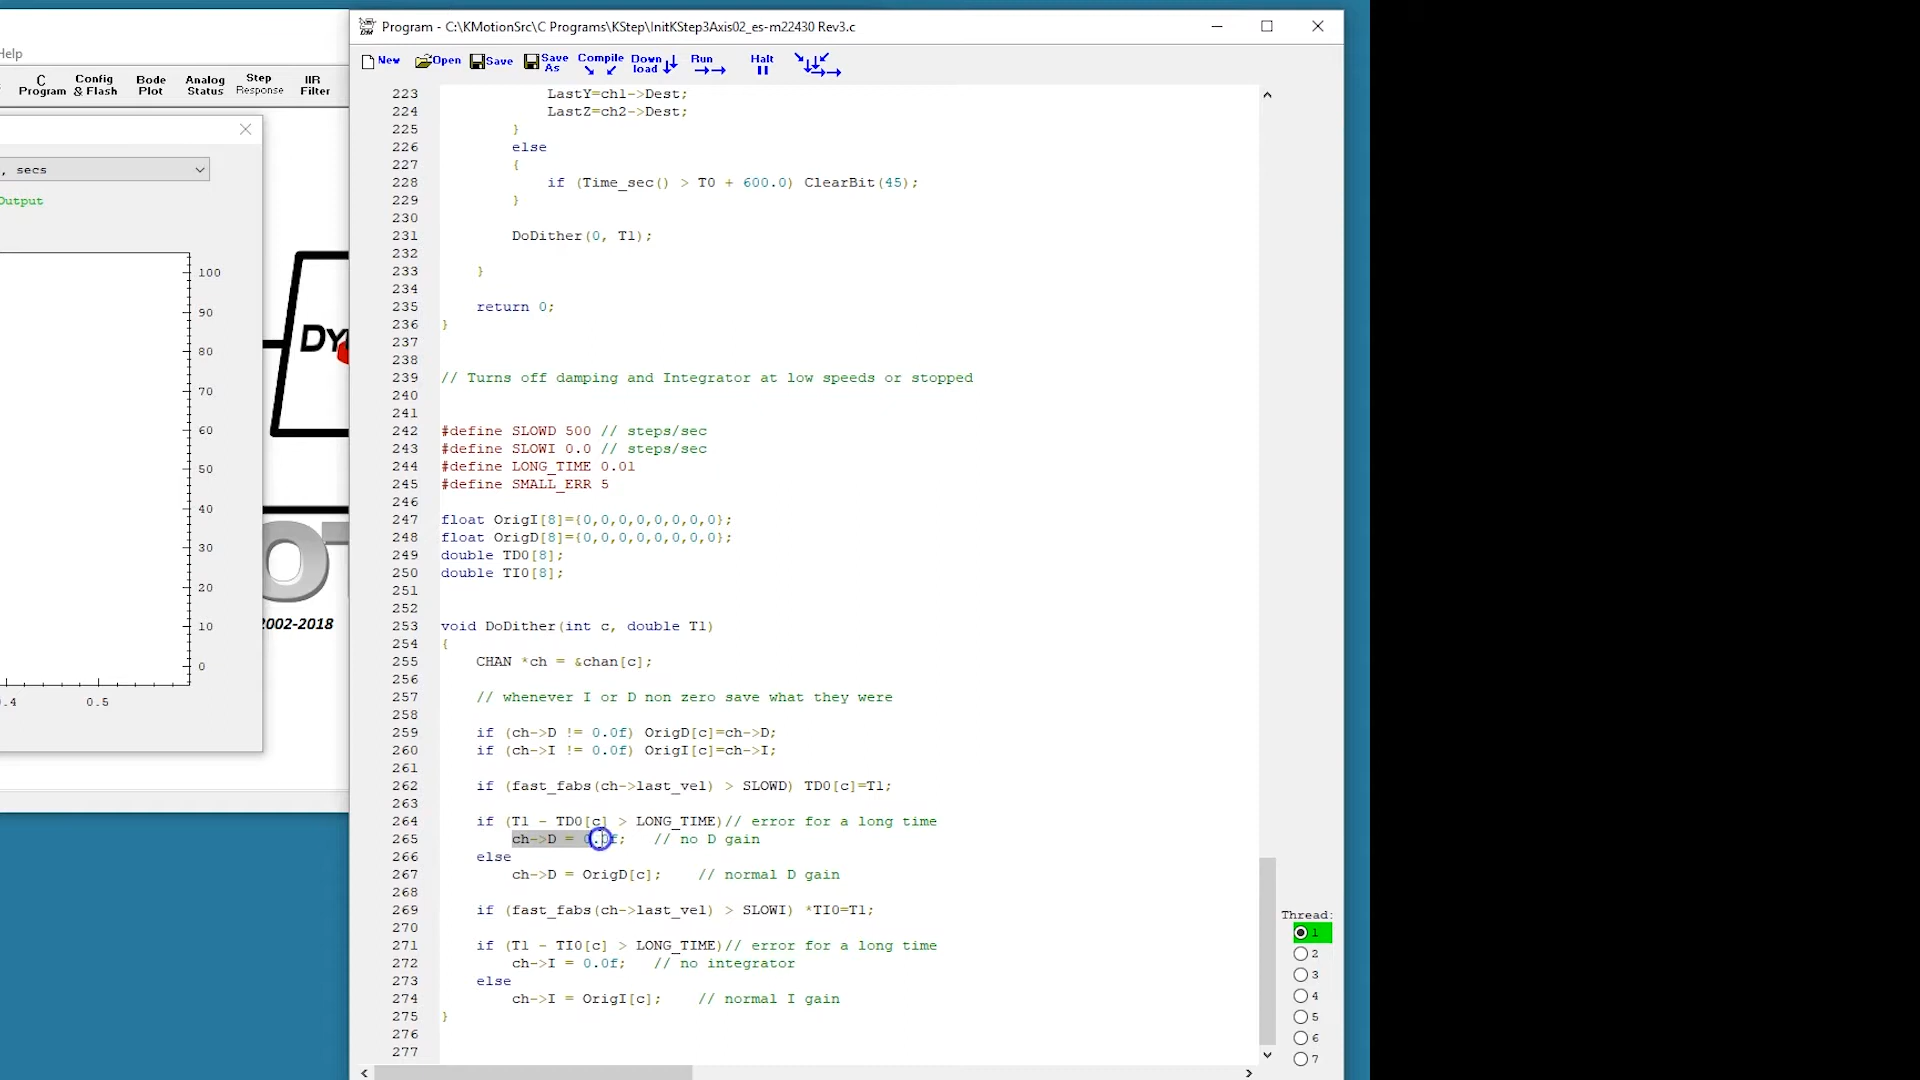 Program - C:\KMotionSrc\C Programs\KStep\InitKStep3Axis02_es-m22430 Rev3.c
Help
New
Open
Save
Save As
Compile
Down load
Run
Halt
C Program
Config & Flash
Bode Plot
Analog Status
Step Response
IIR Filter
, secs
Output
100
90
80
70
60
50
40
30
20
10
0
.4
0.5
2002-2018
223 LastY=ch1->Dest;
224 LastZ=ch2->Dest;
225 }
226 else
227 {
228 if (Time_sec() > T0 + 600.0) ClearBit(45);
229 }
230
231 DoDither(0, T1);
232
233 }
234
235 return 0;
236 }
237
238
239 // Turns off damping and Integrator at low speeds or stopped
240
241
242 #define SLOWD 500 // steps/sec
243 #define SLOWI 0.0 // steps/sec
244 #define LONG_TIME 0.01
245 #define SMALL_ERR 5
246
247 float OrigI[8]={0,0,0,0,0,0,0,0};
248 float OrigD[8]={0,0,0,0,0,0,0,0};
249 double TD0[8];
250 double TI0[8];
251
252
253 void DoDither(int c, double T1)
254 {
255 CHAN *ch = &chan[c];
256
257 // whenever I or D non zero save what they were
258
259 if (ch->D != 0.0f) OrigD[c]=ch->D;
260 if (ch->I != 0.0f) OrigI[c]=ch->I;
261
262 if (fast_fabs(ch->last_vel) > SLOWD) TD0[c]=T1;
263
264 if (T1 - TD0[c] > LONG_TIME)// error for a long time
265 ch->D = 0.0f; // no D gain
266 else
267 ch->D = OrigD[c]; // normal D gain
268
269 if (fast_fabs(ch->last_vel) > SLOWI) *TI0=T1;
270
271 if (T1 - TI0[c] > LONG_TIME)// error for a long time
272 ch->I = 0.0f; // no integrator
273 else
274 ch->I = OrigI[c]; // normal I gain
275 }
276
277
Thread:
1
2
3
4
5
6
7